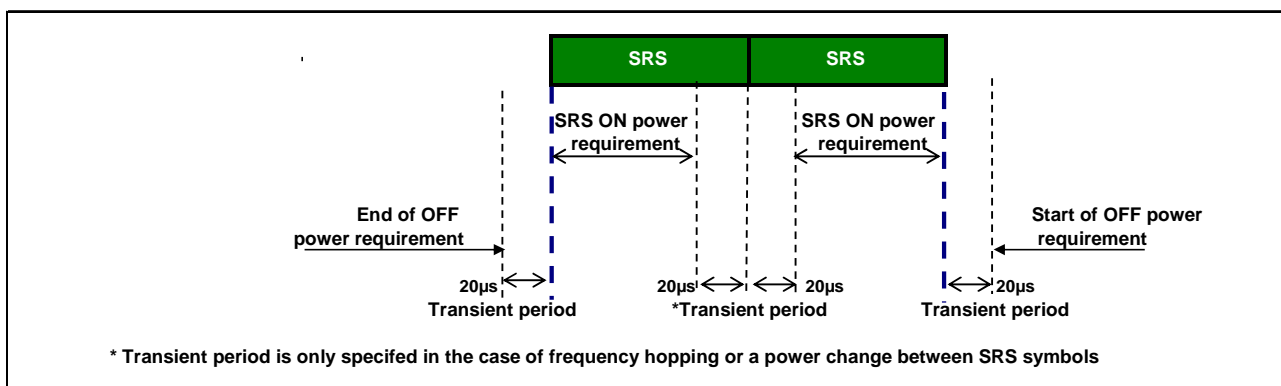 SRS SRS
SRS ON power
requirement
SRS ON power
requirement
End of OFF
power requirement
Start of OFF power
requirement
20µs 20µs 20µs 20µs
Transient period *Transient period Transient period
* Transient period is only specifed in the case of frequency hopping or a power change between SRS symbols